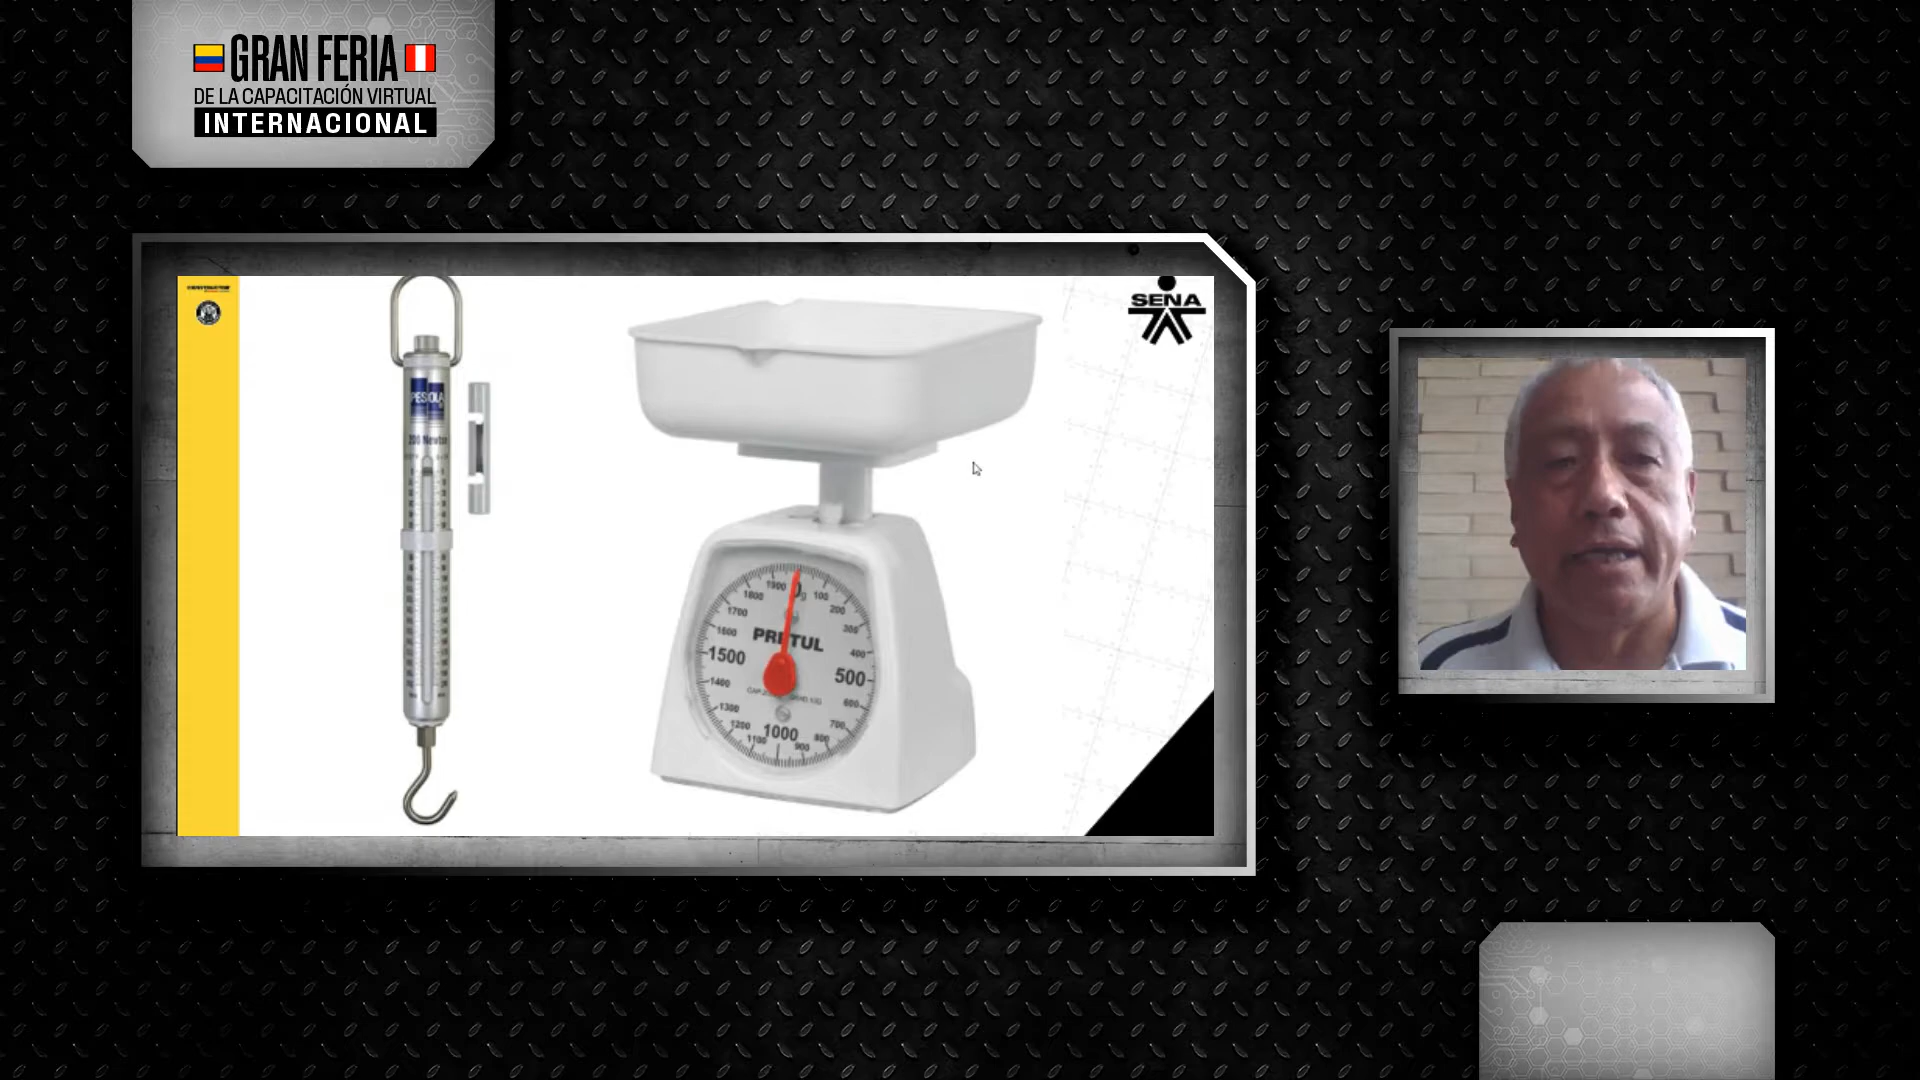 GRAN FERIA
DE LA CAPACITACIÓN VIRTUAL
INTERNACIONAL
SENA
PESOLA
200 Newton
0g
100
200
300
400
500
600
700
800
900
1000
1100
1200
1300
1400
1500
1600
1700
1800
1900
PRETUL